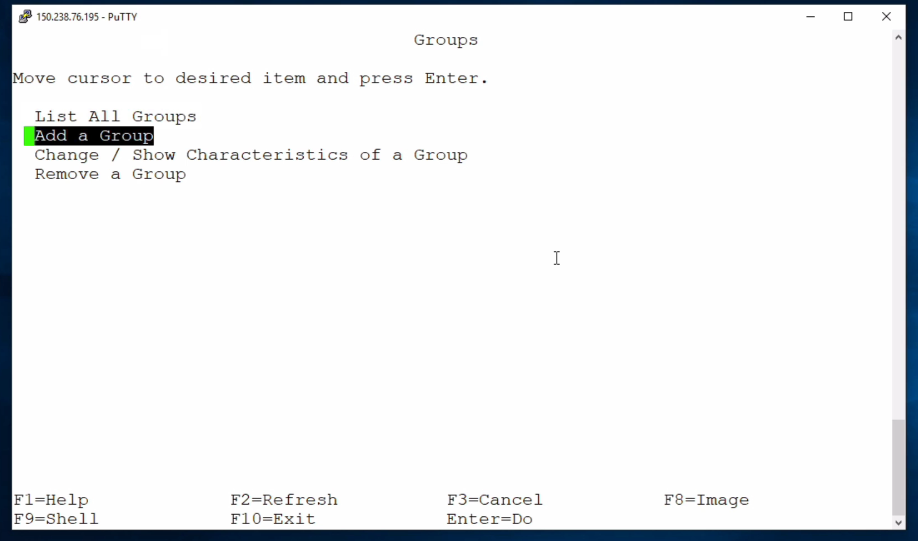 150.238.76.195 - PuTTY
Groups
Move cursor to desired item and press Enter.
List All Groups
Add a Group
Change / Show Characteristics of a Group
Remove a Group
F1=Help F2=Refresh F3=Cancel F8=Image
F9=Shell F10=Exit Enter=Do